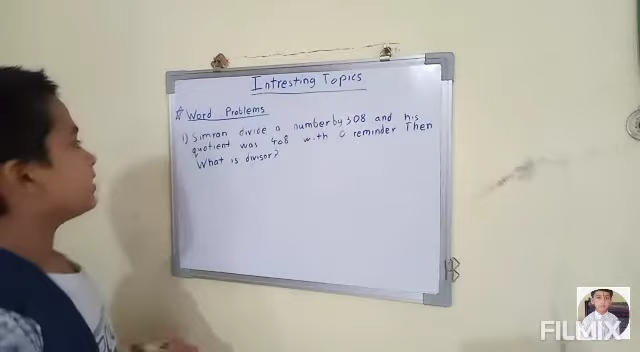 Intresting Topics
Word Problems
1) Simran divide a number by 308 and his
quotient was 408 with 0 reminder Then
What is divisor?
FILMIX